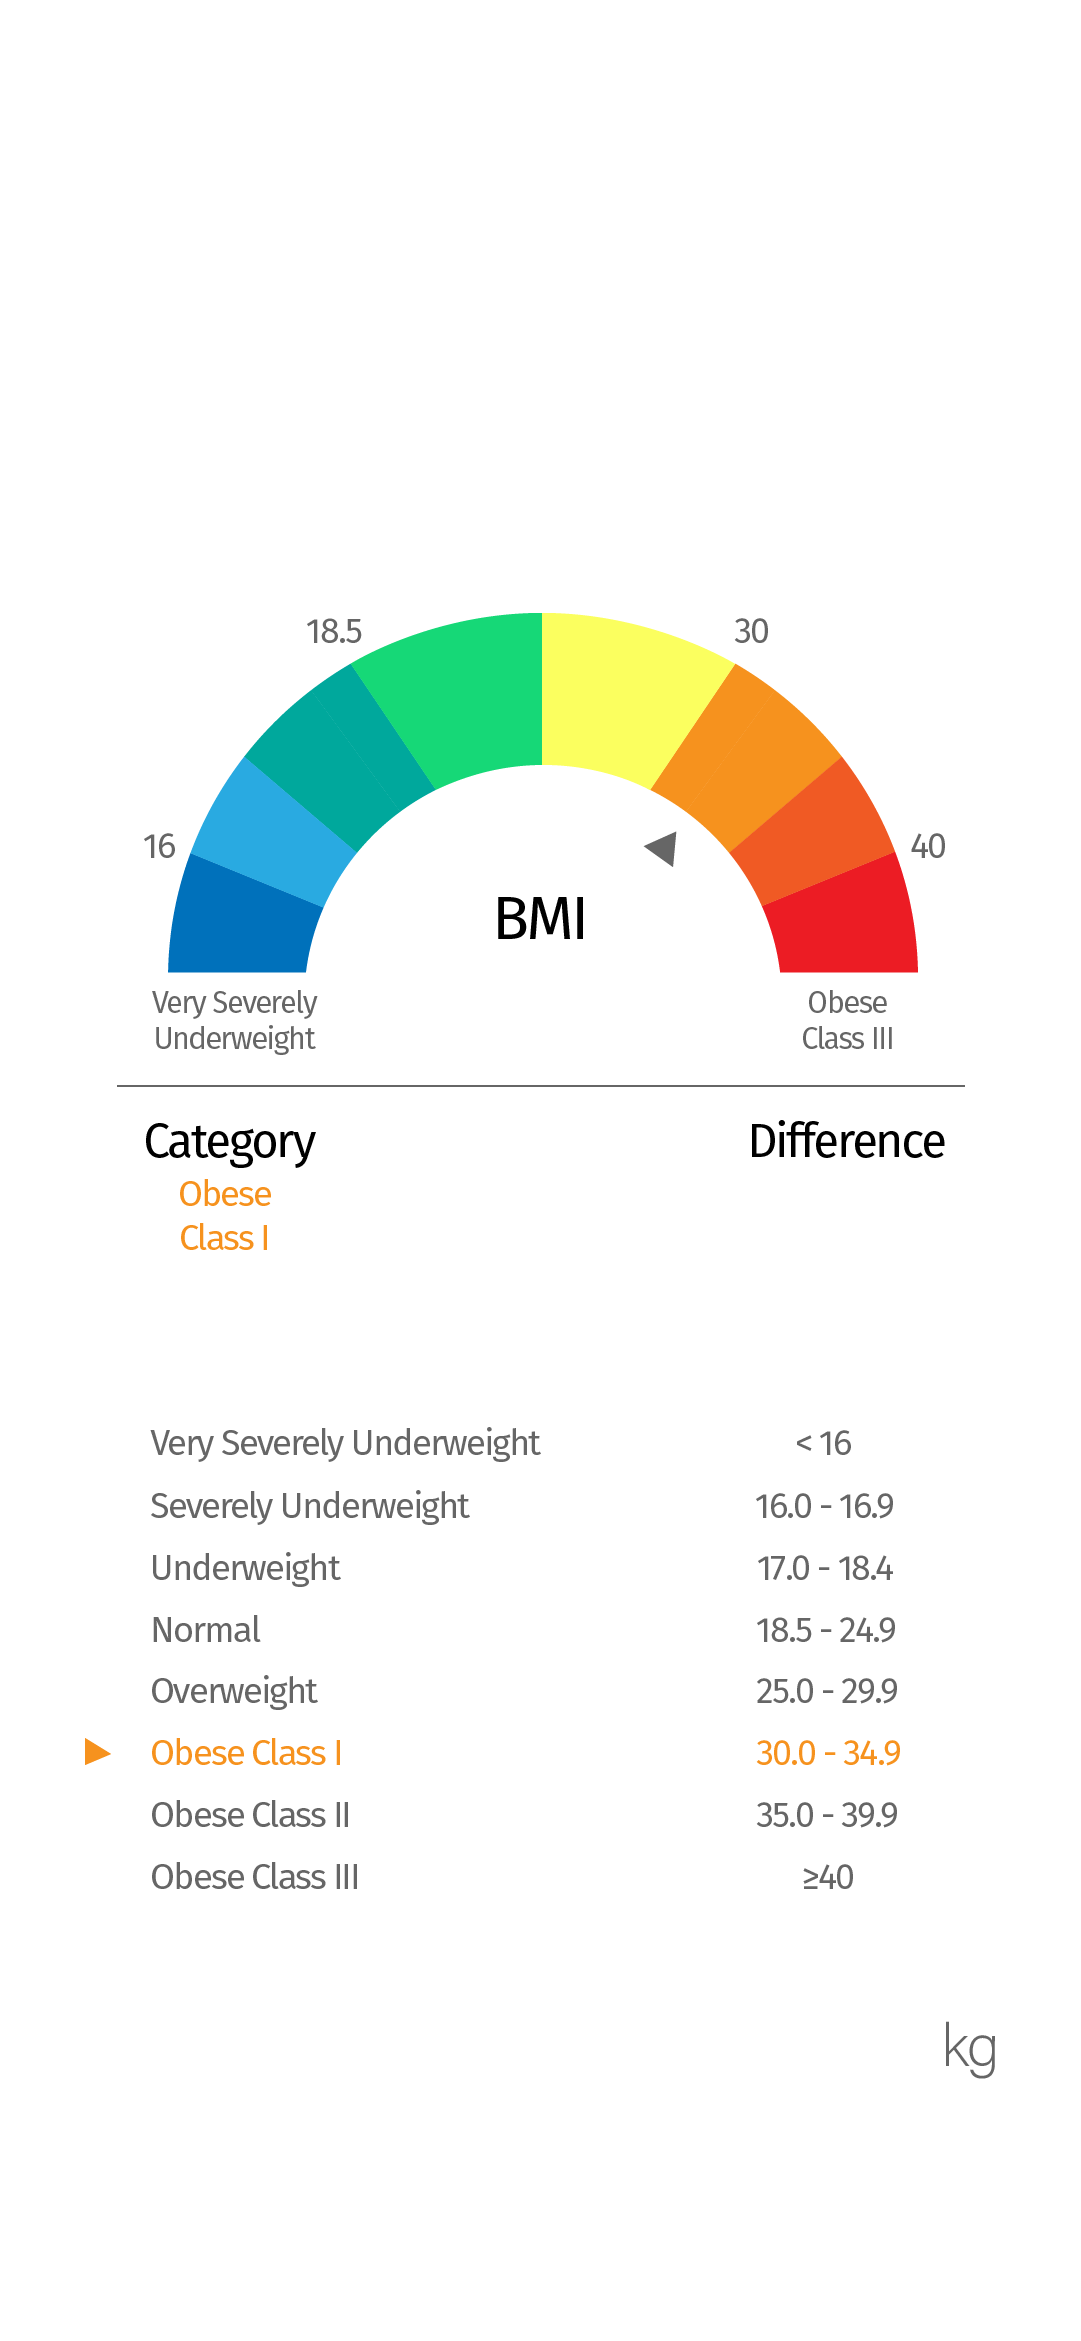 18.5
30
16
40
BMI
Very Severely
Underweight
Obese
Class III
Category
Difference
Obese
Class I
Very Severely Underweight < 16
Severely Underweight 16.0 - 16.9
Underweight 17.0 - 18.4
Normal 18.5 - 24.9
Overweight 25.0 - 29.9
Obese Class I 30.0 - 34.9
Obese Class II 35.0 - 39.9
Obese Class III ≥40
kg